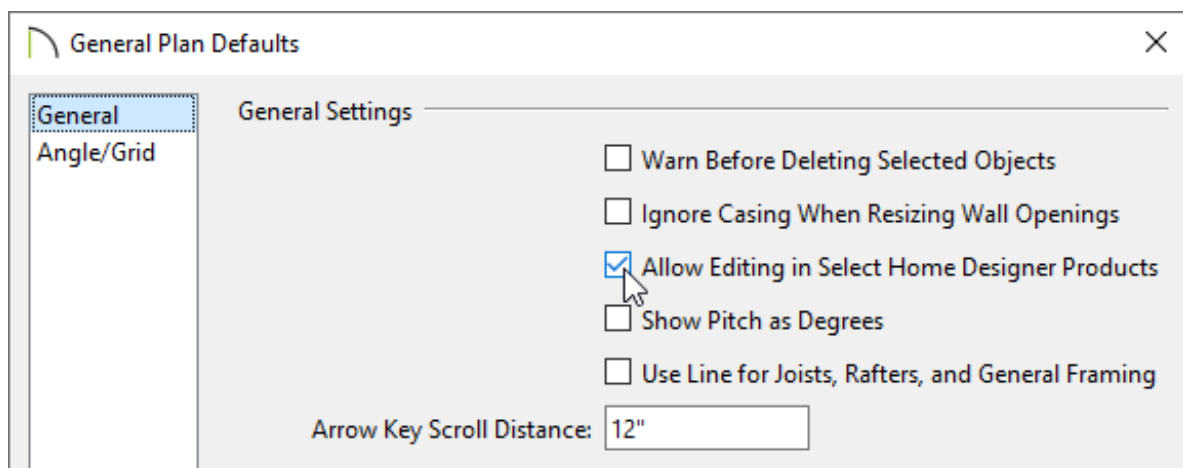 General Plan Defaults
General
Angle/Grid
General Settings
Warn Before Deleting Selected Objects
Ignore Casing When Resizing Wall Openings
Allow Editing in Select Home Designer Products
Show Pitch as Degrees
Use Line for Joists, Rafters, and General Framing
Arrow Key Scroll Distance: 12"